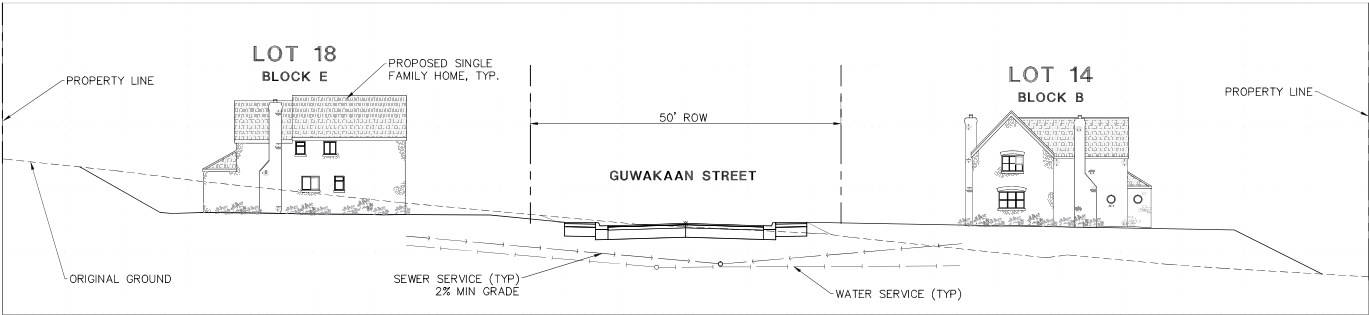 LOT 18
BLOCK E
PROPOSED SINGLE
FAMILY HOME, TYP.
PROPERTY LINE
LOT 14
BLOCK B
PROPERTY LINE
50' ROW
GUWAKAAN STREET
ORIGINAL GROUND
SEWER SERVICE (TYP)
2% MIN GRADE
WATER SERVICE (TYP)